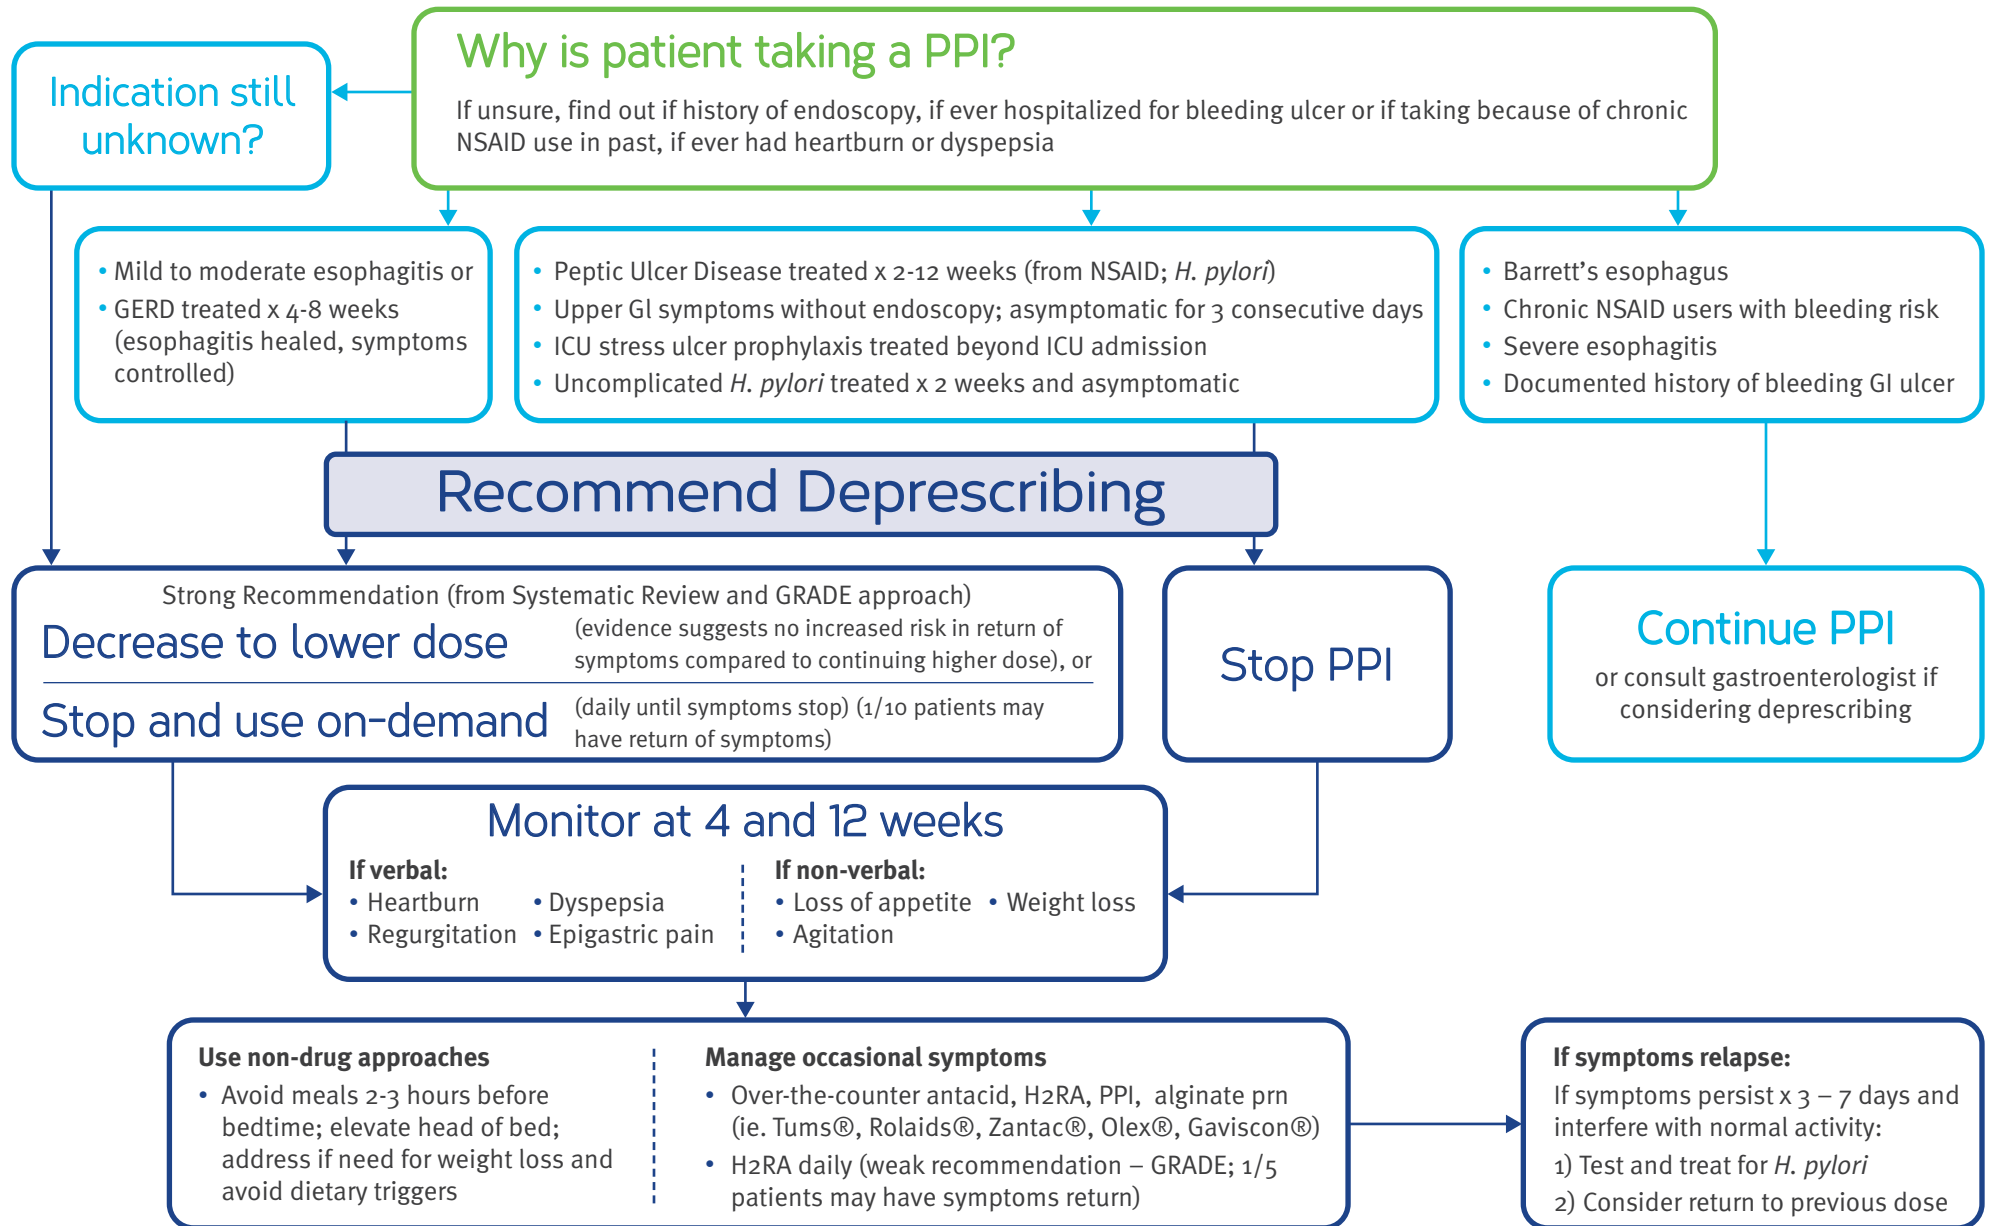 Why is patient taking a PPI?
If unsure, find out if history of endoscopy, if ever hospitalized for bleeding ulcer or if taking because of chronic
NSAID use in past, if ever had heartburn or dyspepsia
Indication still
unknown?
• Mild to moderate esophagitis or
• GERD treated x 4-8 weeks
(esophagitis healed, symptoms
controlled)
• Peptic Ulcer Disease treated x 2-12 weeks (from NSAID; H. pylori)
• Upper Gl symptoms without endoscopy; asymptomatic for 3 consecutive days
• ICU stress ulcer prophylaxis treated beyond ICU admission
• Uncomplicated H. pylori treated x 2 weeks and asymptomatic
• Barrett's esophagus
• Chronic NSAID users with bleeding risk
• Severe esophagitis
• Documented history of bleeding GI ulcer
Recommend Deprescribing
Strong Recommendation (from Systematic Review and GRADE approach)
Decrease to lower dose
(evidence suggests no increased risk in return of
symptoms compared to continuing higher dose), or
Stop and use on-demand
(daily until symptoms stop) (1/10 patients may
have return of symptoms)
Stop PPI
Continue PPI
or consult gastroenterologist if
considering deprescribing
Monitor at 4 and 12 weeks
If verbal:
• Heartburn • Dyspepsia
• Regurgitation • Epigastric pain
If non-verbal:
• Loss of appetite • Weight loss
• Agitation
Use non-drug approaches
• Avoid meals 2-3 hours before
bedtime; elevate head of bed;
address if need for weight loss and
avoid dietary triggers
Manage occasional symptoms
• Over-the-counter antacid, H2RA, PPI, alginate prn
(ie. Tums®, Rolaids®, Zantac®, Olex®, Gaviscon®)
• H2RA daily (weak recommendation – GRADE; 1/5
patients may have symptoms return)
If symptoms relapse:
If symptoms persist x 3 – 7 days and
interfere with normal activity:
1) Test and treat for H. pylori
2) Consider return to previous dose